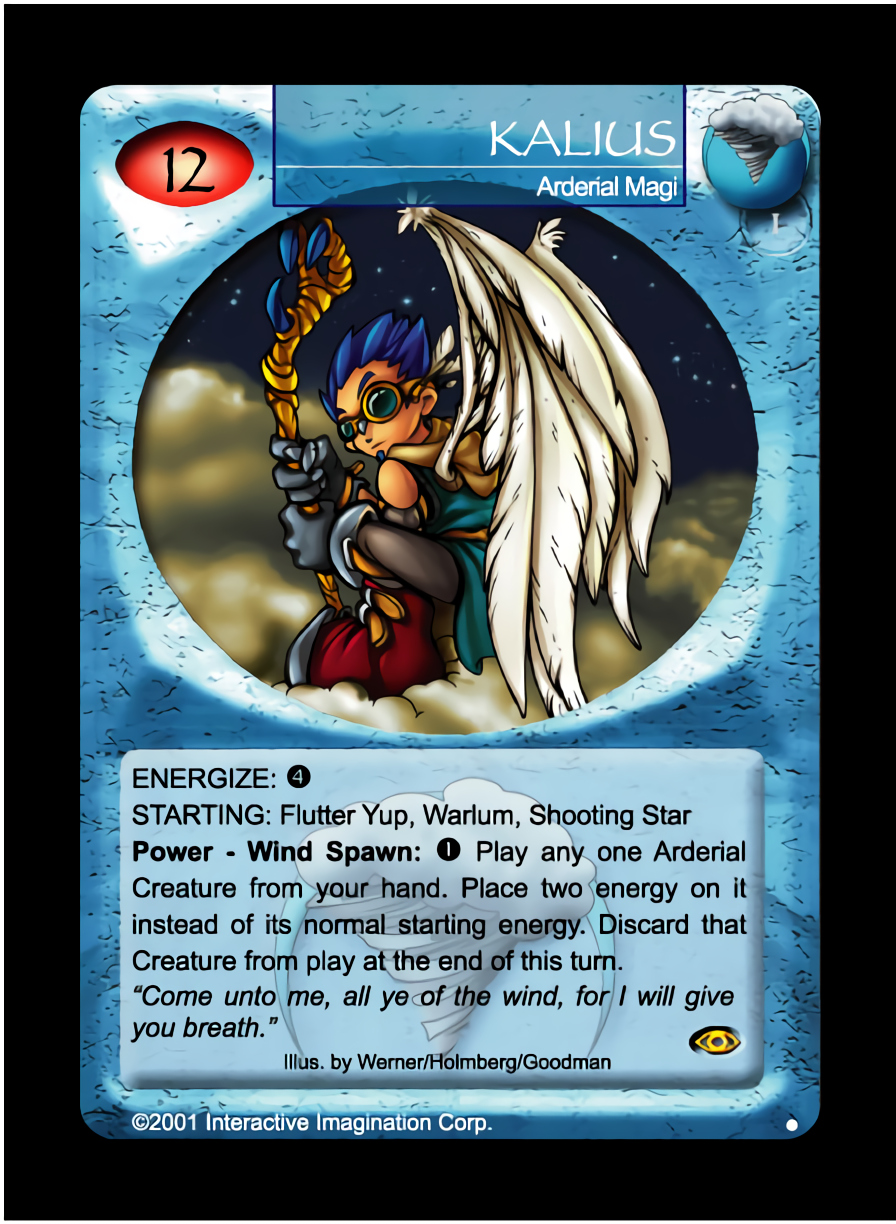 12
KALIUS
Arderial Magi
I
ENERGIZE: 4
STARTING: Flutter Yup, Warlum, Shooting Star
Power - Wind Spawn: 1 Play any one Arderial
Creature from your hand. Place two energy on it
instead of its normal starting energy. Discard that
Creature from play at the end of this turn.
“Come unto me, all ye of the wind, for I will give
you breath.”
Illus. by Werner/Holmberg/Goodman
©2001 Interactive Imagination Corp.